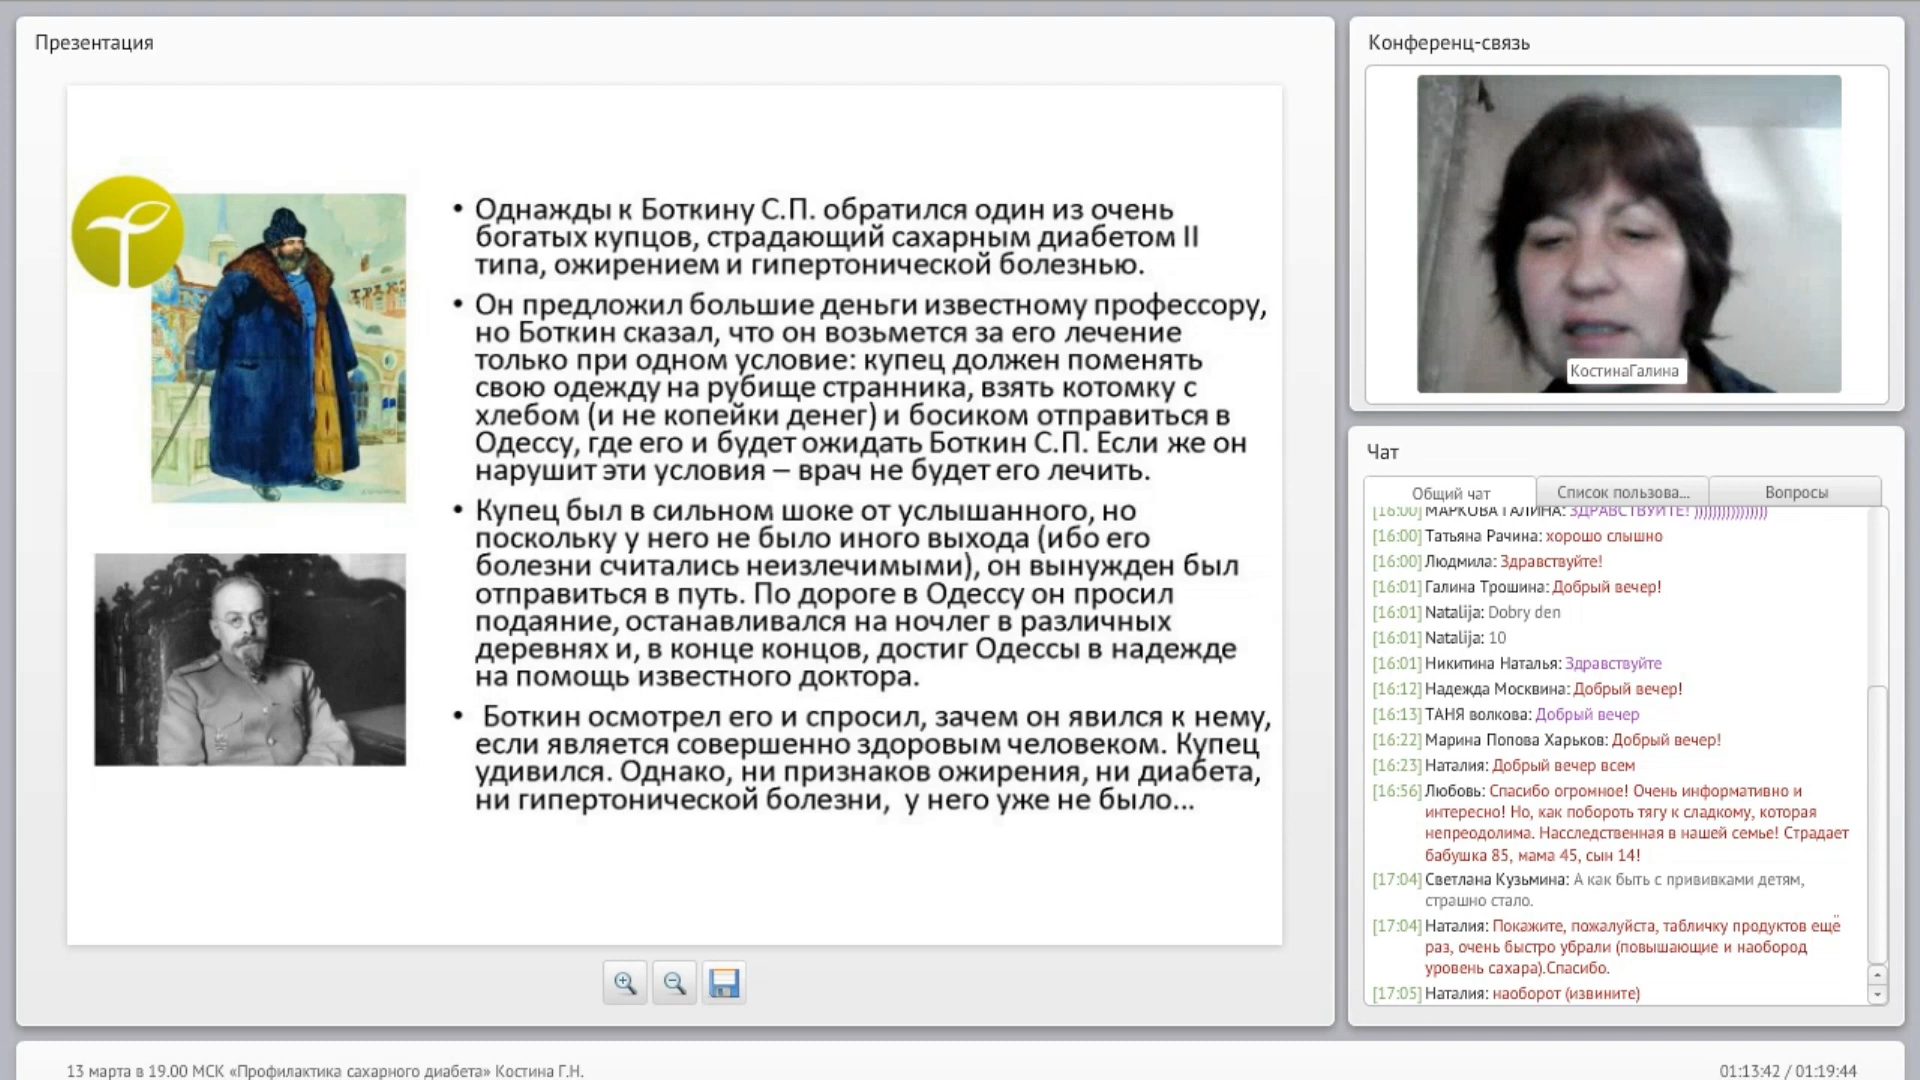 Презентация
• Однажды к Боткину С.П. обратился один из очень
богатых купцов, страдающий сахарным диабетом II
типа, ожирением и гипертонической болезнью.
• Он предложил большие деньги известному профессору,
но Боткин сказал, что он возьмется за его лечение
только при одном условие: купец должен поменять
свою одежду на рубище странника, взять котомку с
хлебом (и не копейки денег) и босиком отправиться в
Одессу, где его и будет ожидать Боткин С.П. Если же он
нарушит эти условия – врач не будет его лечить.
• Купец был в сильном шоке от услышанного, но
поскольку у него не было иного выхода (ибо его
болезни считались неизлечимыми), он вынужден был
отправиться в путь. По дороге в Одессу он просил
подаяние, останавливался на ночлег в различных
деревнях и, в конце концов, достиг Одессы в надежде
на помощь известного доктора.
• Боткин осмотрел его и спросил, зачем он явился к нему,
если является совершенно здоровым человеком. Купец
удивился. Однако, ни признаков ожирения, ни диабета,
ни гипертонической болезни, у него уже не было...
Конференц-связь
КостинаГалина
Чат
Общий чат
Список пользова...
Вопросы
[16:00] МАРКОВА ГАЛИНА: ЗДРАВСТВУЙТЕ! ))))))))))))))))
[16:00] Татьяна Рачина: хорошо слышно
[16:00] Людмила: Здравствуйте!
[16:01] Галина Трошина: Добрый вечер!
[16:01] Natalija: Dobry den
[16:01] Natalija: 10
[16:01] Никитина Наталья: Здравствуйте
[16:12] Надежда Москвина: Добрый вечер!
[16:13] ТАНЯ волкова: Добрый вечер
[16:22] Марина Попова Харьков: Добрый вечер!
[16:23] Наталия: Добрый вечер всем
[16:56] Любовь: Спасибо огромное! Очень информативно и
интересно! Но, как побороть тягу к сладкому, которая
непреодолима. Насследственная в нашей семье! Страдает
бабушка 85, мама 45, сын 14!
[17:04] Светлана Кузьмина: А как быть с прививками детям,
страшно стало.
[17:04] Наталия: Покажите, пожалуйста, табличку продуктов ещё
раз, очень быстро убрали (повышающие и наобород
уровень сахара).Спасибо.
[17:05] Наталия: наоборот (извините)
13 марта в 19.00 МСК «Профилактика сахарного диабета» Костина Г.Н.
01:13:42 / 01:19:44